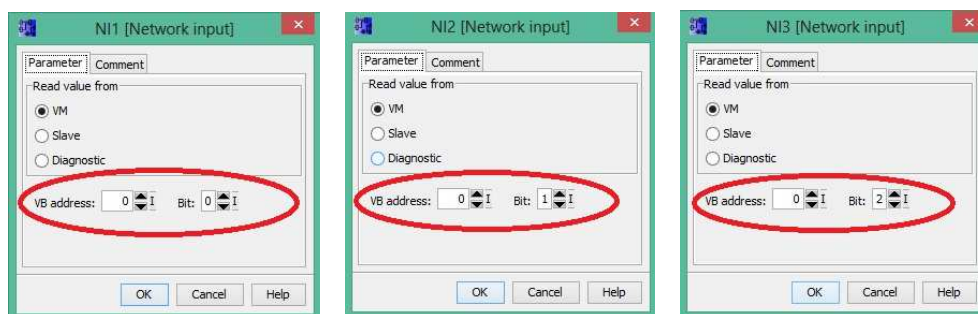 NI1 [Network input]
Parameter Comment
Read value from
VM
Slave
Diagnostic
VB address: 0 Bit: 0
OK Cancel Help
NI2 [Network input]
Parameter Comment
Read value from
VM
Slave
Diagnostic
VB address: 0 Bit: 1
OK Cancel Help
NI3 [Network input]
Parameter Comment
Read value from
VM
Slave
Diagnostic
VB address: 0 Bit: 2
OK Cancel Help